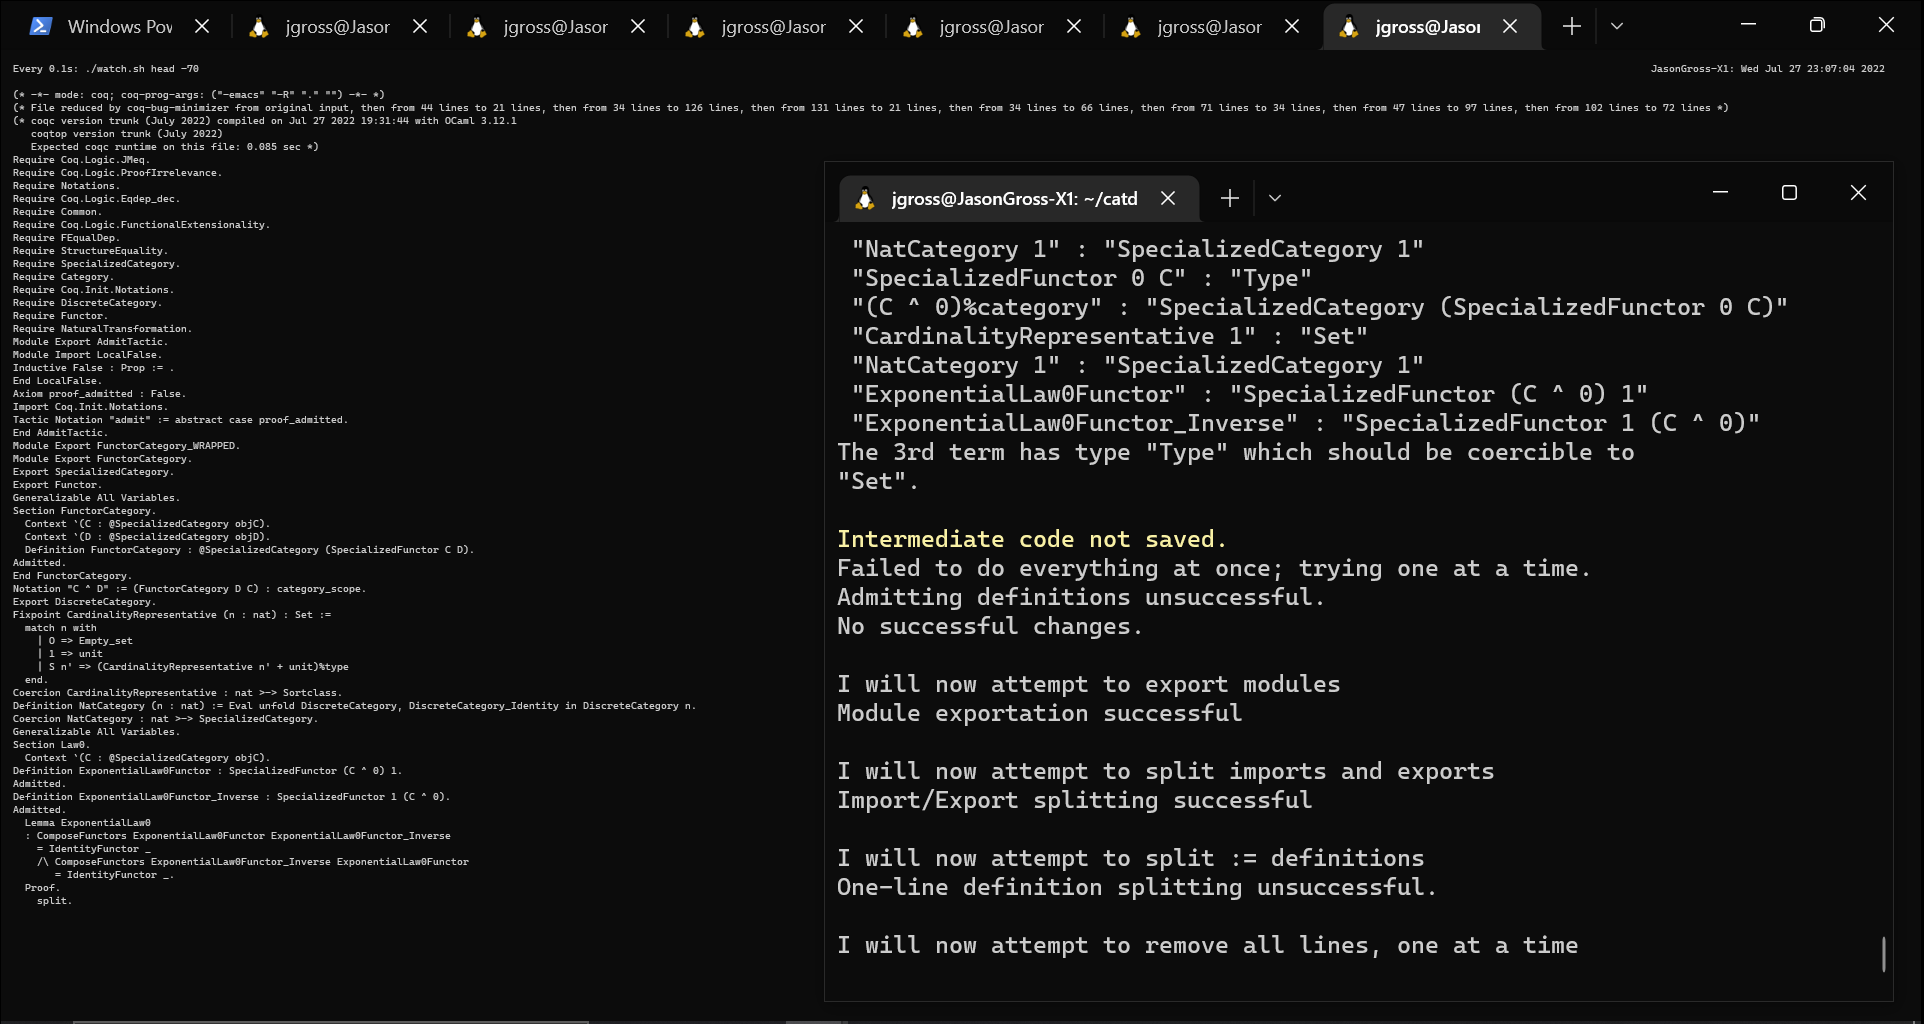 Windows Pov
jgross@Jasor
jgross@Jasor
jgross@Jasor
jgross@Jasor
jgross@Jasor
jgross@Jasor
Every 0.1s: ./watch.sh head -70
JasonGross-X1: Wed Jul 27 23:07:04 2022
(* -*- mode: coq; coq-prog-args: ("-emacs" "-R" "." "") -*- *)
(* File reduced by coq-bug-minimizer from original input, then from 44 lines to 21 lines, then from 34 lines to 126 lines, then from 131 lines to 21 lines, then from 34 lines to 66 lines, then from 71 lines to 34 lines, then from 47 lines to 97 lines, then from 102 lines to 72 lines *)
(* coqc version trunk (July 2022) compiled on Jul 27 2022 19:31:44 with OCaml 3.12.1
coqtop version trunk (July 2022)
Expected coqc runtime on this file: 0.085 sec *)
Require Coq.Logic.JMeq.
Require Coq.Logic.ProofIrrelevance.
Require Notations.
Require Coq.Logic.Eqdep_dec.
Require Common.
Require Coq.Logic.FunctionalExtensionality.
Require FEqualDep.
Require StructureEquality.
Require SpecializedCategory.
Require Category.
Require Coq.Init.Notations.
Require DiscreteCategory.
Require Functor.
Require NaturalTransformation.
Module Export AdmitTactic.
Module Import LocalFalse.
Inductive False : Prop := .
End LocalFalse.
Axiom proof_admitted : False.
Import Coq.Init.Notations.
Tactic Notation "admit" := abstract case proof_admitted.
End AdmitTactic.
Module Export FunctorCategory_WRAPPED.
Module Export FunctorCategory.
Export SpecializedCategory.
Export Functor.
Generalizable All Variables.
Section FunctorCategory.
Context `(C : @SpecializedCategory objC).
Context `(D : @SpecializedCategory objD).
Definition FunctorCategory : @SpecializedCategory (SpecializedFunctor C D).
Admitted.
End FunctorCategory.
Notation "C ^ D" := (FunctorCategory D C) : category_scope.
Export DiscreteCategory.
Fixpoint CardinalityRepresentative (n : nat) : Set :=
match n with
| O => Empty_set
| 1 => unit
| S n' => (CardinalityRepresentative n' + unit)%type
end.
Coercion CardinalityRepresentative : nat >-> Sortclass.
Definition NatCategory (n : nat) := Eval unfold DiscreteCategory, DiscreteCategory_Identity in DiscreteCategory n.
Coercion NatCategory : nat >-> SpecializedCategory.
Generalizable All Variables.
Section Law0.
Context `(C : @SpecializedCategory objC).
Definition ExponentialLaw0Functor : SpecializedFunctor (C ^ 0) 1.
Admitted.
Definition ExponentialLaw0Functor_Inverse : SpecializedFunctor 1 (C ^ 0).
Admitted.
Lemma ExponentialLaw0
: ComposeFunctors ExponentialLaw0Functor ExponentialLaw0Functor_Inverse
= IdentityFunctor _
/\ ComposeFunctors ExponentialLaw0Functor_Inverse ExponentialLaw0Functor
= IdentityFunctor _.
Proof.
split.
jgross@JasonGross-X1: ~/catd
"NatCategory 1" : "SpecializedCategory 1"
"SpecializedFunctor 0 C" : "Type"
"(C ^ 0)%category" : "SpecializedCategory (SpecializedFunctor 0 C)"
"CardinalityRepresentative 1" : "Set"
"NatCategory 1" : "SpecializedCategory 1"
"ExponentialLaw0Functor" : "SpecializedFunctor (C ^ 0) 1"
"ExponentialLaw0Functor_Inverse" : "SpecializedFunctor 1 (C ^ 0)"
The 3rd term has type "Type" which should be coercible to
"Set".
Intermediate code not saved.
Failed to do everything at once; trying one at a time.
Admitting definitions unsuccessful.
No successful changes.
I will now attempt to export modules
Module exportation successful
I will now attempt to split imports and exports
Import/Export splitting successful
I will now attempt to split := definitions
One-line definition splitting unsuccessful.
I will now attempt to remove all lines, one at a time